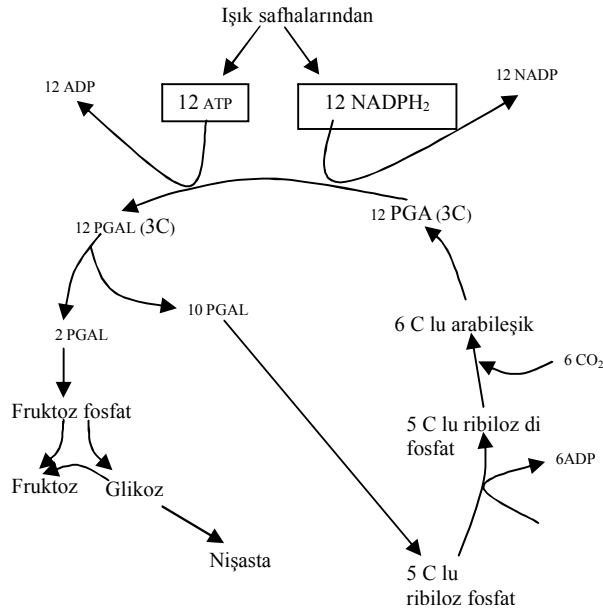 Işık safhalarından
12 ADP
12 ATP
12 NADPH₂
12 NADP
12 PGAL (3C)
12 PGA (3C)
10 PGAL
2 PGAL
6 C lu arabileşik
6 CO₂
Fruktoz fosfat
5 C lu ribiloz di
fosfat
6ADP
Fruktoz
Glikoz
Nişasta
5 C lu
ribiloz fosfat